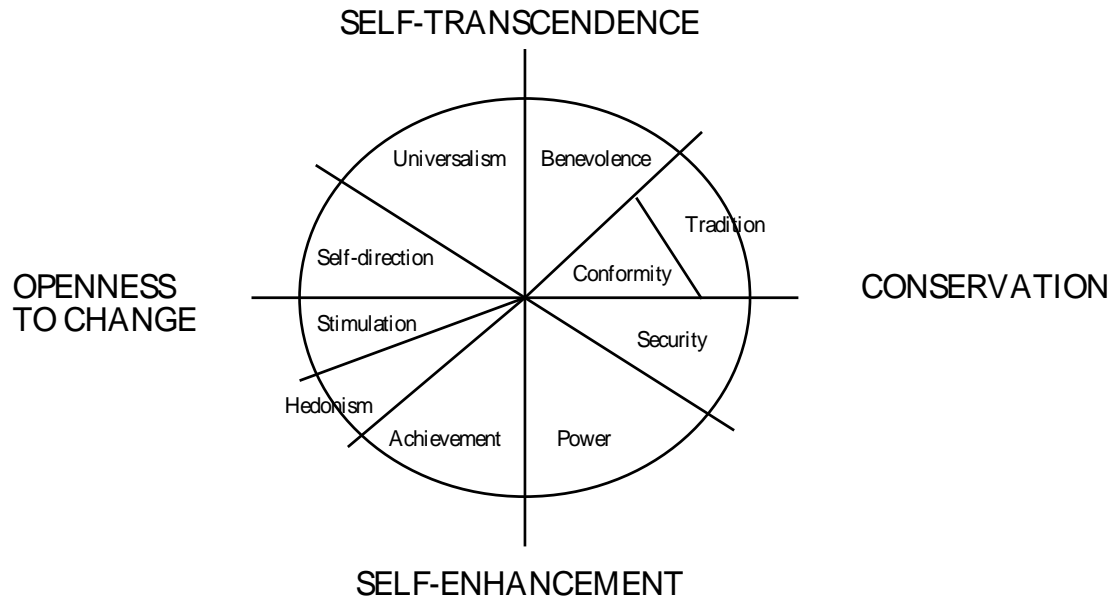 SELF-TRANSCENDENCE
Universalism
Benevolence
Tradition
Self-direction
Conformity
OPENNESS
TO CHANGE
CONSERVATION
Stimulation
Security
Hedonism
Achievement
Power
SELF-ENHANCEMENT